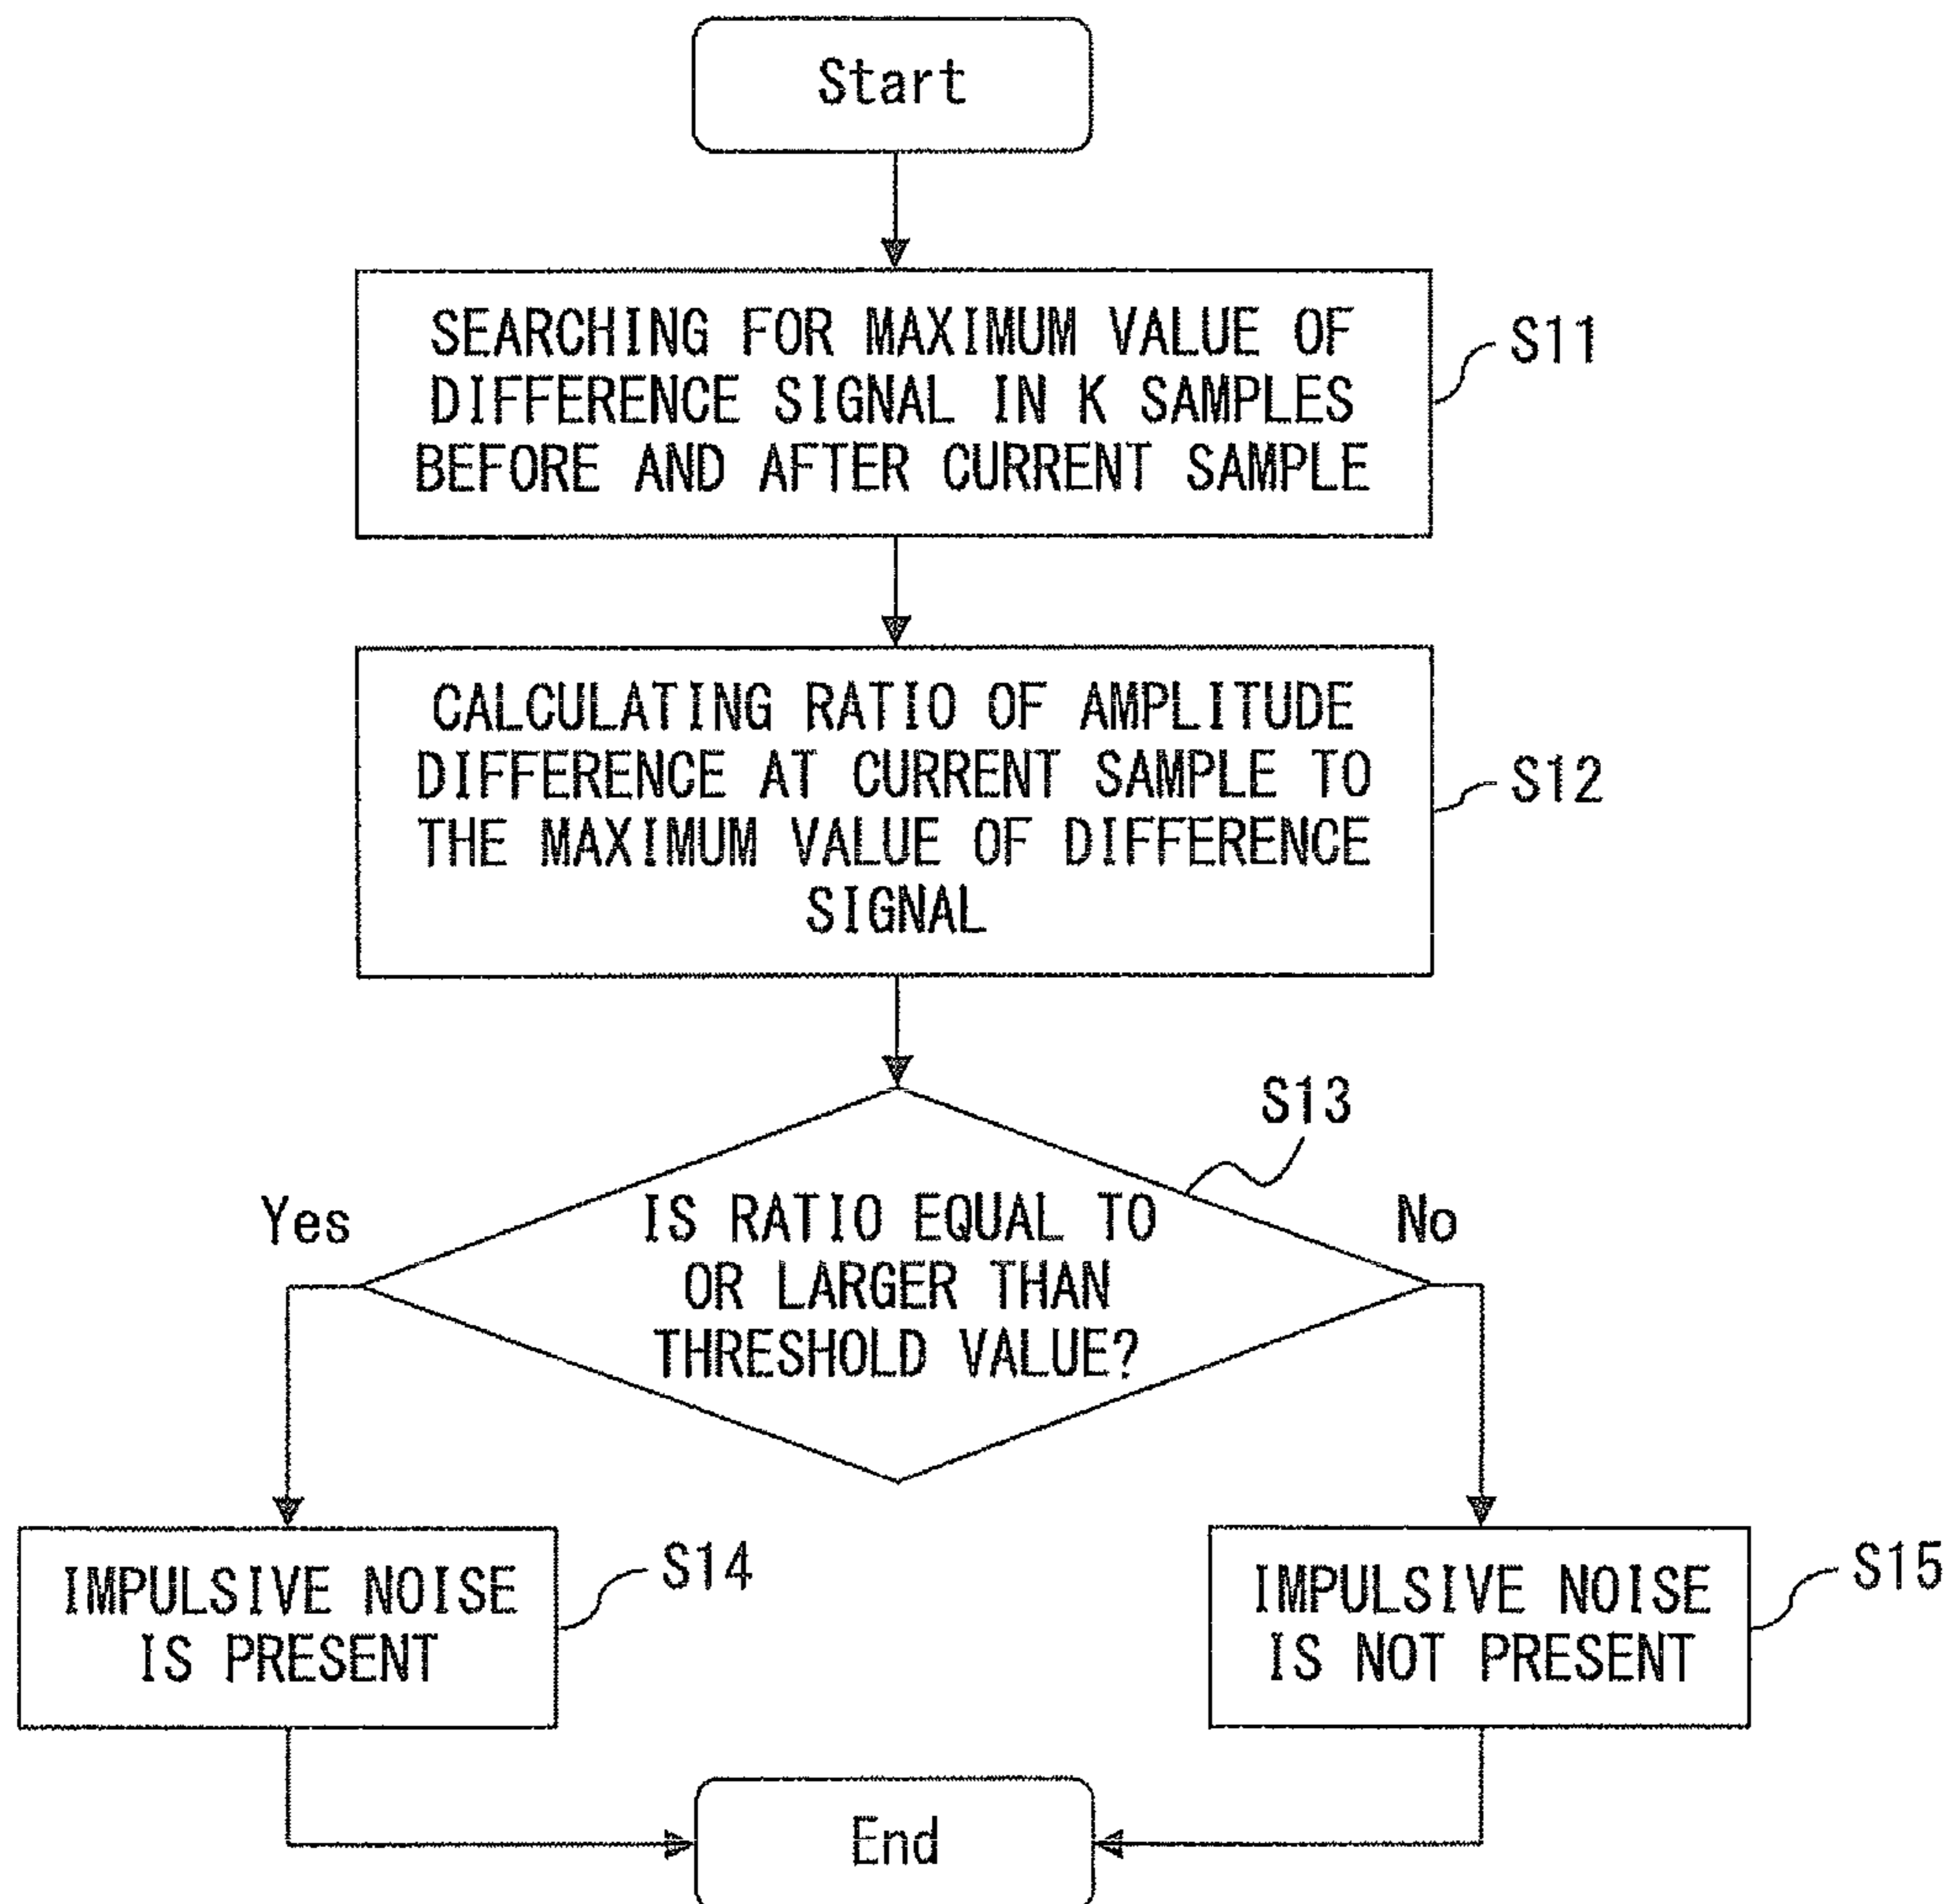 Start
SEARCHING FOR MAXIMUM VALUE OF
DIFFERENCE SIGNAL IN K SAMPLES
BEFORE AND AFTER CURRENT SAMPLE
S11
CALCULATING RATIO OF AMPLITUDE
DIFFERENCE AT CURRENT SAMPLE TO
THE MAXIMUM VALUE OF DIFFERENCE
SIGNAL
S12
S13
Yes
IS RATIO EQUAL TO
OR LARGER THAN
THRESHOLD VALUE?
No
IMPULSIVE NOISE
IS PRESENT
S14
IMPULSIVE NOISE
IS NOT PRESENT
S15
End